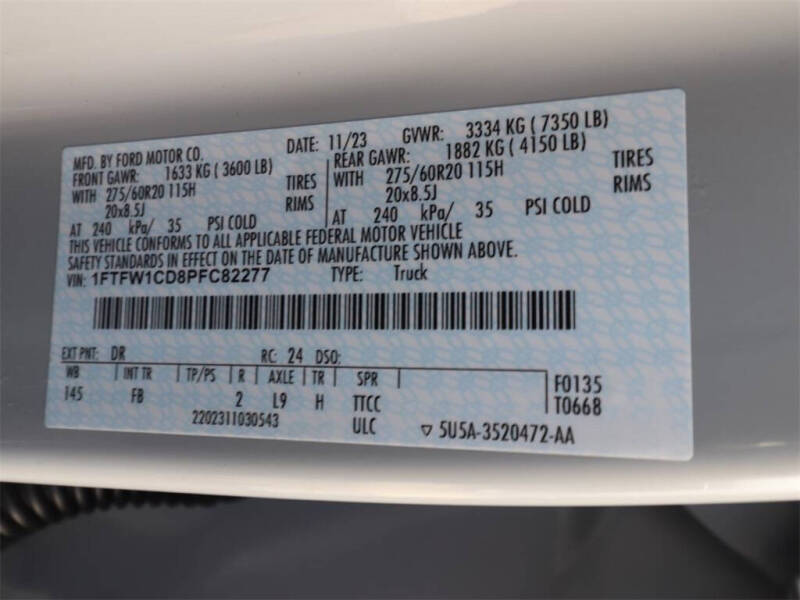 MFD. BY FORD MOTOR CO. DATE: 11/23 GVWR: 3334 KG ( 7350 LB)
FRONT GAWR: 1633 KG ( 3600 LB) REAR GAWR: 1882 KG ( 4150 LB)
WITH 275/60R20 115H TIRES WITH 275/60R20 115H TIRES
20x8.5J RIMS 20x8.5J RIMS
AT 240 kPa/ 35 PSI COLD AT 240 kPa/ 35 PSI COLD
THIS VEHICLE CONFORMS TO ALL APPLICABLE FEDERAL MOTOR VEHICLE
SAFETY STANDARDS IN EFFECT ON THE DATE OF MANUFACTURE SHOWN ABOVE.
VIN: 1FTFW1CD8PFC82277 TYPE: Truck
EXT PNT: DR RC: 24 DSO:
WB INT TR TP/PS R AXLE TR SPR F0135
145 FB 2 L9 H TTCC T0668
2202311030543 ULC ▽ 5U5A-3520472-AA